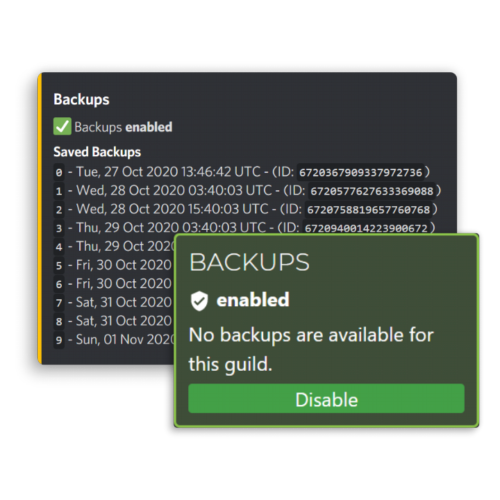 Backups
✅ Backups enabled
Saved Backups
0 - Tue, 27 Oct 2020 13:46:42 UTC - (ID: 6720367909337972736)
1 - Wed, 28 Oct 2020 03:40:03 UTC - (ID: 6720577627633369088)
2 - Wed, 28 Oct 2020 15:40:03 UTC - (ID: 6720758819657760768)
3 - Thu, 29 Oct 2020 03:40:03 UTC - (ID: 6720940014223900672)
4 - Thu, 29 Oct 2020
5 - Fri, 30 Oct 2020
6 - Fri, 30 Oct 2020
7 - Sat, 31 Oct 2020
8 - Sat, 31 Oct 2020
9 - Sun, 01 Nov 2020
BACKUPS
enabled
No backups are available for
this guild.
Disable